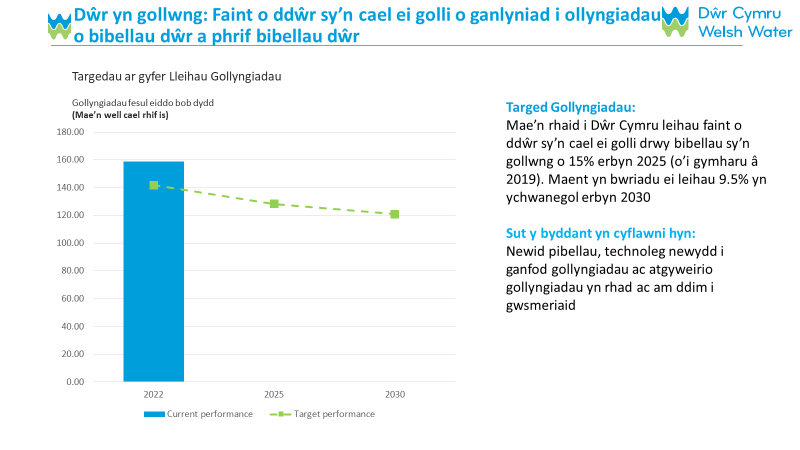 Dŵr yn gollwng: Faint o ddŵr sy'n cael ei golli o ganlyniad i ollyngiadau
o bibellau dŵr a phrif bibellau dŵr
Dŵr Cymru
Welsh Water
Targedau ar gyfer Lleihau Gollyngiadau
Gollyngiadau fesul eiddo bob dydd
(Mae'n well cael rhif is)
180.00
160.00
140.00
120.00
100.00
80.00
60.00
40.00
20.00
0.00
2022 2025 2030
Current performance Target performance
Targed Gollyngiadau:
Mae'n rhaid i Dŵr Cymru leihau faint o
ddŵr sy'n cael ei golli drwy bibellau sy'n
gollwng o 15% erbyn 2025 (o'i gymharu â
2019). Maent yn bwriadu ei leihau 9.5% yn
ychwanegol erbyn 2030
Sut y byddant yn cyflawni hyn:
Newid pibellau, technoleg newydd i
ganfod gollyngiadau ac atgyweirio
gollyngiadau yn rhad ac am ddim i
gwsmeriaid